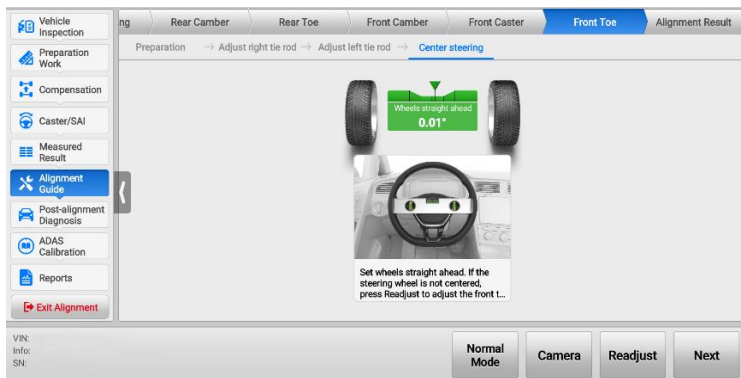 Vehicle
Inspection
Preparation
Work
Compensation
Caster/SAI
Measured
Result
Alignment
Guide
Post-alignment
Diagnosis
ADAS
Calibration
Reports
Exit Alignment
ng
Rear Camber
Rear Toe
Front Camber
Front Caster
Front Toe
Alignment Result
Preparation → Adjust right tie rod → Adjust left tie rod → Center steering
Wheels straight ahead
0.01°
Set wheels straight ahead. If the
steering wheel is not centered,
press Readjust to adjust the front t...
VIN:
Info:
SN:
Normal
Mode
Camera
Readjust
Next